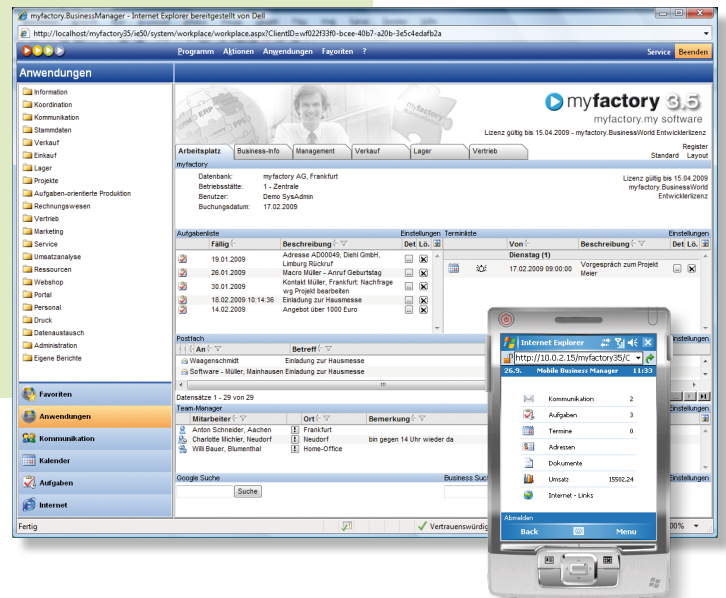 myfactory.BusinessManager - Internet Explorer bereitgestellt von Dell
http://localhost/myfactory35/ie50/system/workplace/workplace.aspx?ClientID=wf022f33f0-bcee-40b7-a20b-3e5c4edafb2a
Programm Aktionen Anwendungen Favoriten ? Service Beenden
Anwendungen
Information
Koordination
Kommunikation
Stammdaten
Verkauf
Einkauf
Lager
Projekte
Aufgaben-orientierte Produktion
Rechnungswesen
Vertrieb
Marketing
Service
Umsatzanalyse
Ressourcen
Webshop
Portal
Personal
Druck
Datenaustausch
Administration
Eigene Berichte
Favoriten
Anwendungen
Kommunikation
Kalender
Aufgaben
Internet
Fertig
ERP
PPS
myfactory
myfactory 3.5
myfactory.my software
Lizenz gültig bis 15.04.2009 - myfactory.BusinessWorld Entwicklerlizenz
Arbeitsplatz Business-Info Management Verkauf Lager Vertrieb
Register
Standard Layout
myfactory
Datenbank: myfactory AG, Frankfurt
Betriebsstätte: 1 - Zentrale
Benutzer: Demo SysAdmin
Buchungsdatum: 17.02.2009
Lizenz gültig bis 15.04.2009
myfactory.BusinessWorld
Entwicklerlizenz
Aufgabenliste Einstellungen
Fällig Beschreibung Det Lö.
19.01.2009 Adresse AD00049, Diehl GmbH,
Limburg Rückruf
26.01.2009 Macro Müller - Anruf Geburtstag
30.01.2009 Kontakt Müller, Frankfurt: Nachfrage
wg Projekt bearbeiten
18.02.2009 10:14:36 Einladung zur Hausmesse
14.02.2009 Angebot über 1000 Euro
Terminliste Einstellungen
Von Beschreibung Det Lö.
Dienstag (1)
17.02.2009 09:00:00 Vorgespräch zum Projekt
Meier
Postfach instellungen
An Betreff
Waagenschmidt Einladung zur Hausmesse
Software - Müller, Mainhausen Einladung zur Hausmesse
Datensätze 1 - 29 von 29
Team-Manager Einstellungen
Mitarbeiter Ort Bemerkung
Anton Schneider, Aachen Frankfurt
Charlotte Michler, Neudorf Neudorf bin gegen 14 Uhr wieder da
Willi Bauer, Blumenthal Home-Office
Google Suche
Suche
Business Suc instellungen
Vertrauenswürdig
00%
Internet Explorer
http://10.0.2.15/myfactory35/C
26.9. Mobile Business Manager 11:33
Kommunikation 2
Aufgaben 3
Termine 0
Adressen
Dokumente
Umsatz 15502,24
Internet - Links
Abmelden
Back Menu